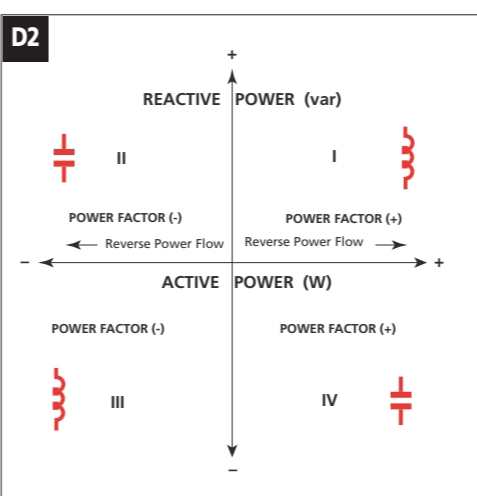 D2
+
REACTIVE POWER (var)
II I
POWER FACTOR (-) POWER FACTOR (+)
Reverse Power Flow Reverse Power Flow
− +
ACTIVE POWER (W)
POWER FACTOR (-) POWER FACTOR (+)
III IV
−